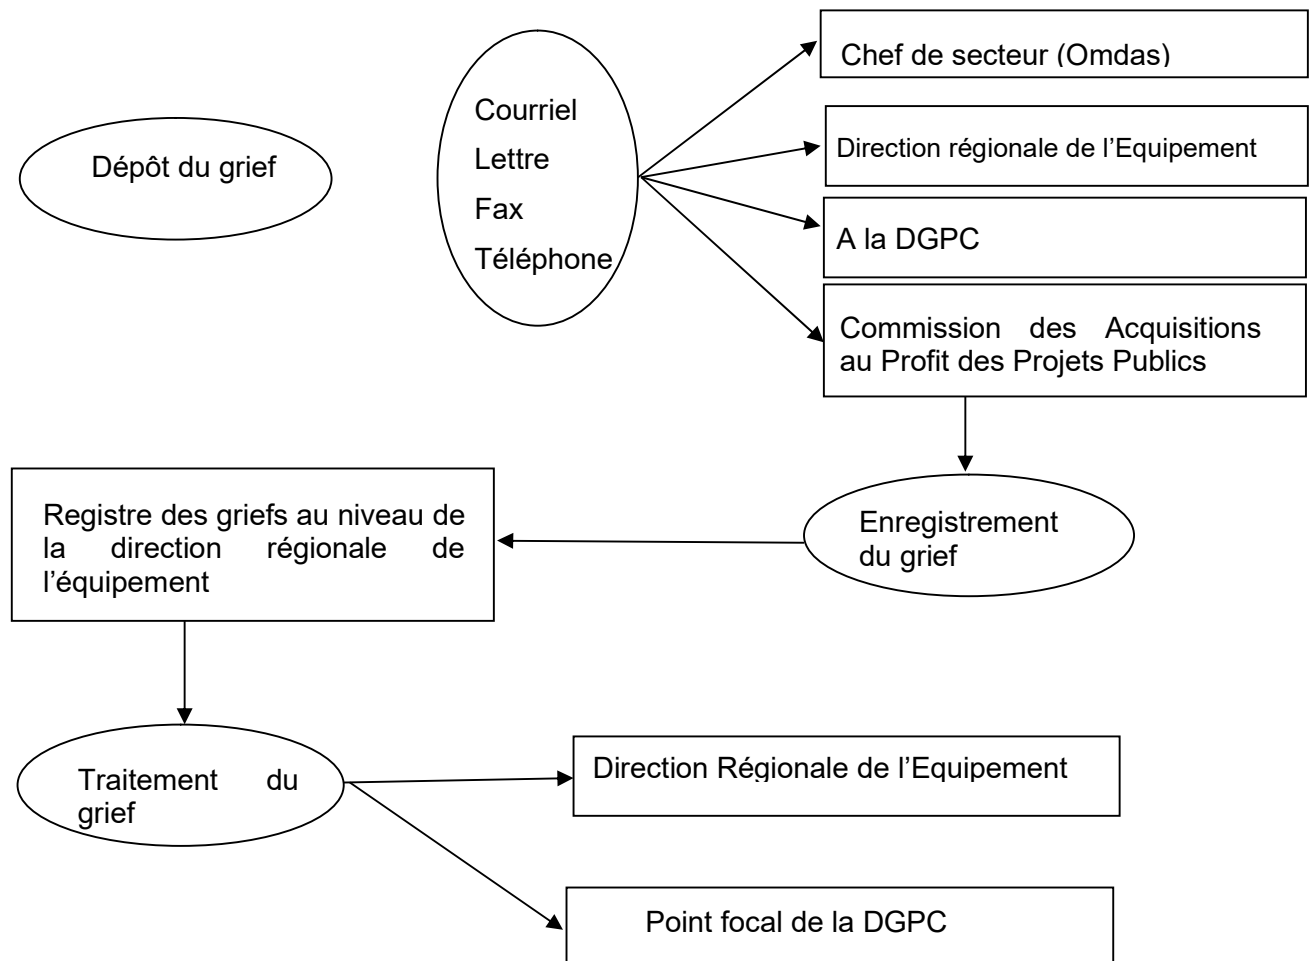 Dépôt du grief
Courriel
Lettre
Fax
Téléphone
Chef de secteur (Omdas)
Direction régionale de l’Equipement
A la DGPC
Commission des Acquisitions
au Profit des Projets Publics
Enregistrement
du grief
Registre des griefs au niveau de
la direction régionale de
l’équipement
Traitement du
grief
Direction Régionale de l’Equipement
Point focal de la DGPC